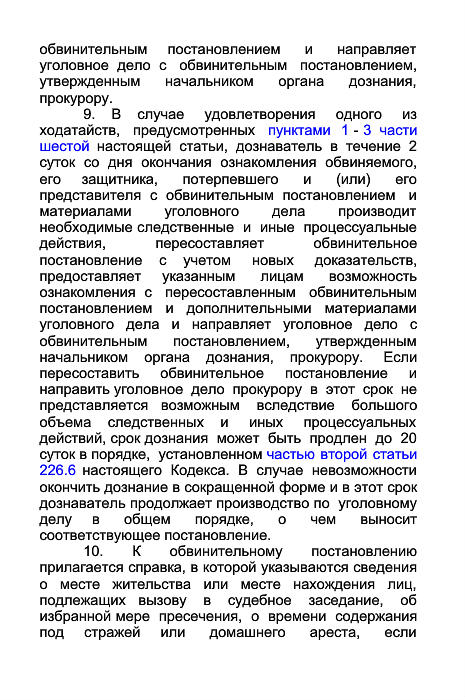 обвинительным постановлением и направляет
уголовное дело с обвинительным постановлением,
утвержденным начальником органа дознания,
прокурору.
9. В случае удовлетворения одного из
ходатайств, предусмотренных пунктами 1 - 3 части
шестой настоящей статьи, дознаватель в течение 2
суток со дня окончания ознакомления обвиняемого,
его защитника, потерпевшего и (или) его
представителя с обвинительным постановлением и
материалами уголовного дела производит
необходимые следственные и иные процессуальные
действия, пересоставляет обвинительное
постановление с учетом новых доказательств,
предоставляет указанным лицам возможность
ознакомления с пересоставленным обвинительным
постановлением и дополнительными материалами
уголовного дела и направляет уголовное дело с
обвинительным постановлением, утвержденным
начальником органа дознания, прокурору. Если
пересоставить обвинительное постановление и
направить уголовное дело прокурору в этот срок не
представляется возможным вследствие большого
объема следственных и иных процессуальных
действий, срок дознания может быть продлен до 20
суток в порядке, установленном частью второй статьи
226.6 настоящего Кодекса. В случае невозможности
окончить дознание в сокращенной форме и в этот срок
дознаватель продолжает производство по уголовному
делу в общем порядке, о чем выносит
соответствующее постановление.
10. К обвинительному постановлению
прилагается справка, в которой указываются сведения
о месте жительства или месте нахождения лиц,
подлежащих вызову в судебное заседание, об
избранной мере пресечения, о времени содержания
под стражей или домашнего ареста, если